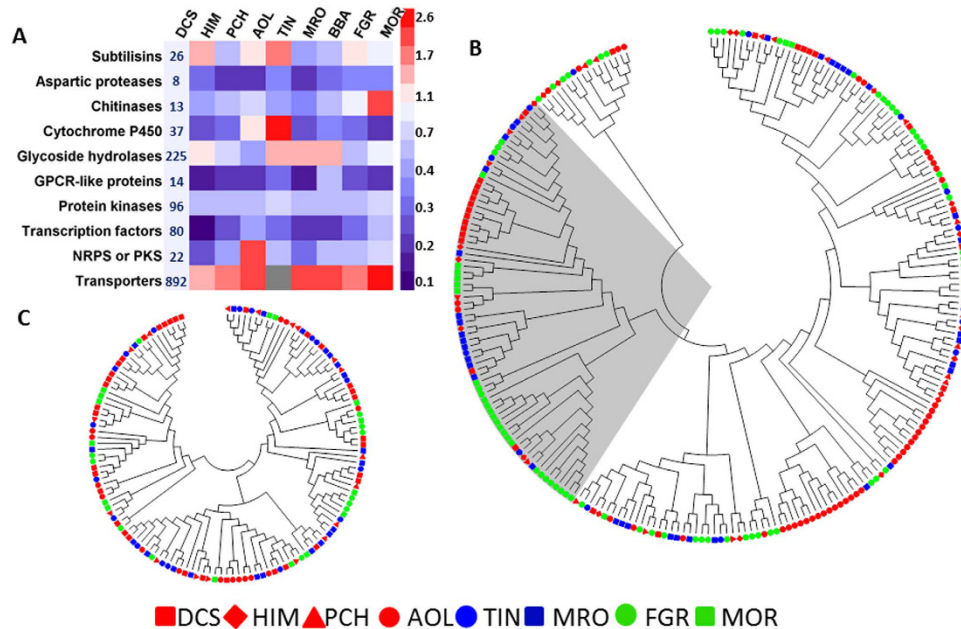 A
DCS HIM PCH AOL TIN MRO BBA FGR MOR
Subtilisins 26
Aspartic proteases 8
Chitinases 13
Cytochrome P450 37
Glycoside hydrolases 225
GPCR-like proteins 14
Protein kinases 96
Transcription factors 80
NRPS or PKS 22
Transporters 892
2.6
1.7
1.1
0.7
0.4
0.3
0.2
0.1
B
C
DCS HIM PCH AOL TIN MRO FGR MOR